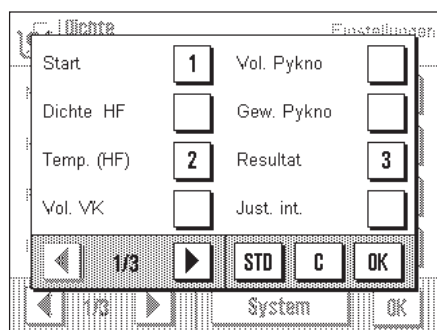 Dichte Einstellungen
Start 1 Vol. Pykno
Dichte HF Gew. Pykno
Temp. (HF) 2 Resultat 3
Vol. VK Just. int.
1/3 STD C OK
1/3 System OK